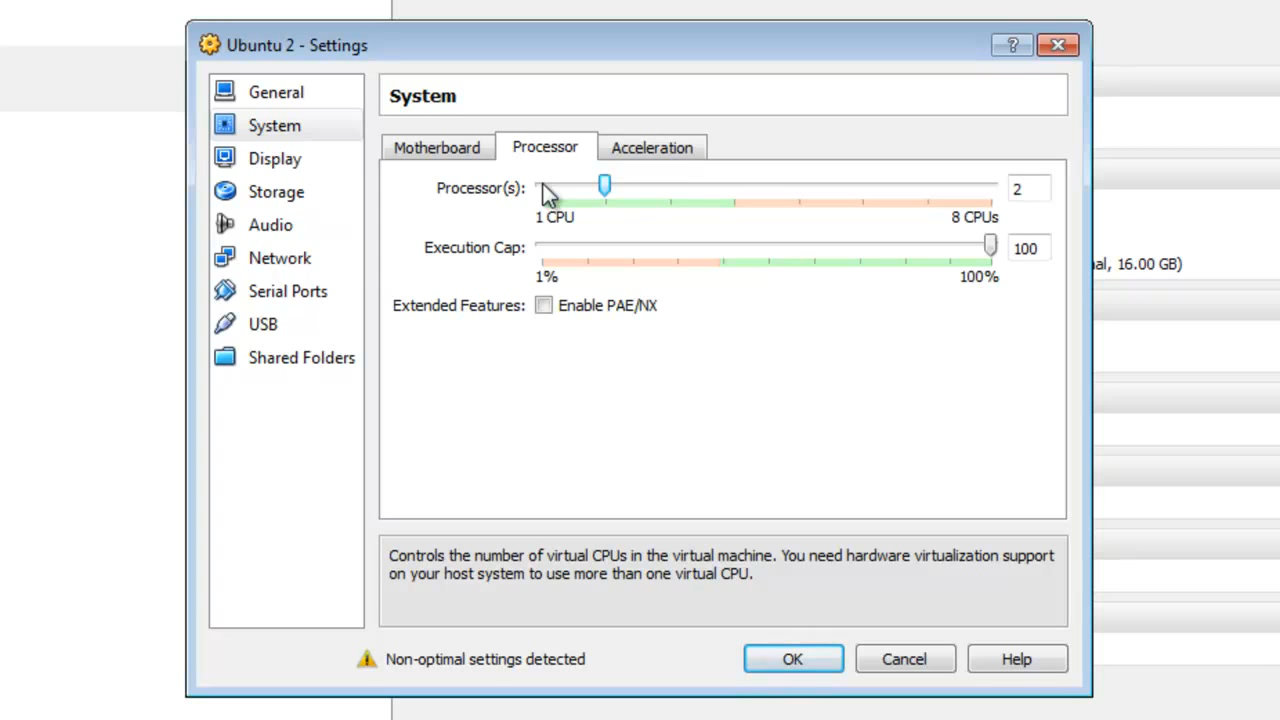 Ubuntu 2 - Settings
?
General
System
Display
Storage
Audio
Network
Serial Ports
USB
Shared Folders
System
Motherboard Processor Acceleration
Processor(s): 2
1 CPU 8 CPUs
Execution Cap: 100
1% 100%
Extended Features: Enable PAE/NX
al, 16.00 GB)
Controls the number of virtual CPUs in the virtual machine. You need hardware virtualization support
on your host system to use more than one virtual CPU.
Non-optimal settings detected
OK Cancel Help